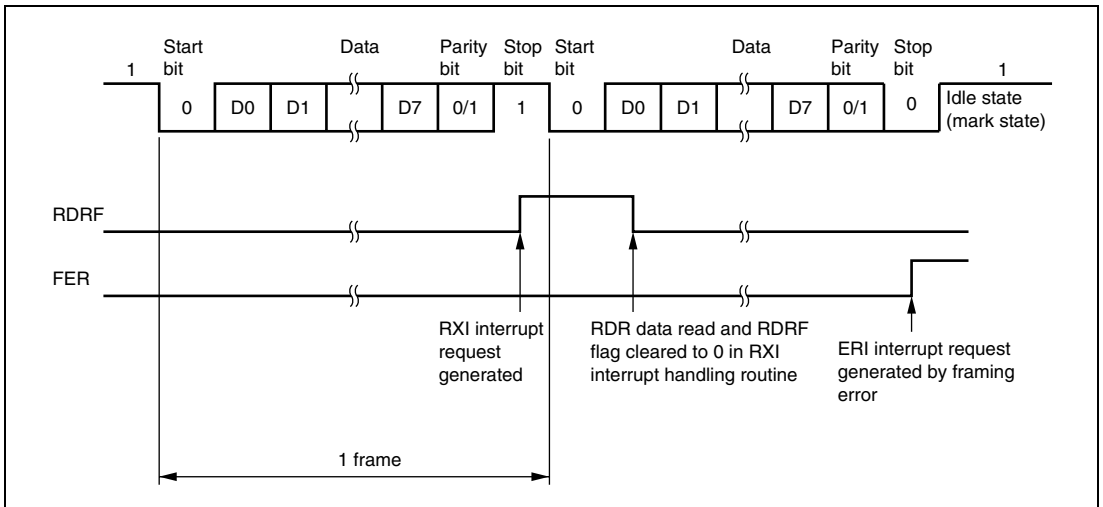 Start bit Data Parity bit Stop bit Start bit Data Parity bit Stop bit
1 0 D0 D1 D7 0/1 1 0 D0 D1 D7 0/1 0 1
Idle state
(mark state)
RDRF
FER
RXI interrupt
request
generated
RDR data read and RDRF
flag cleared to 0 in RXI
interrupt handling routine
ERI interrupt request
generated by framing
error
1 frame